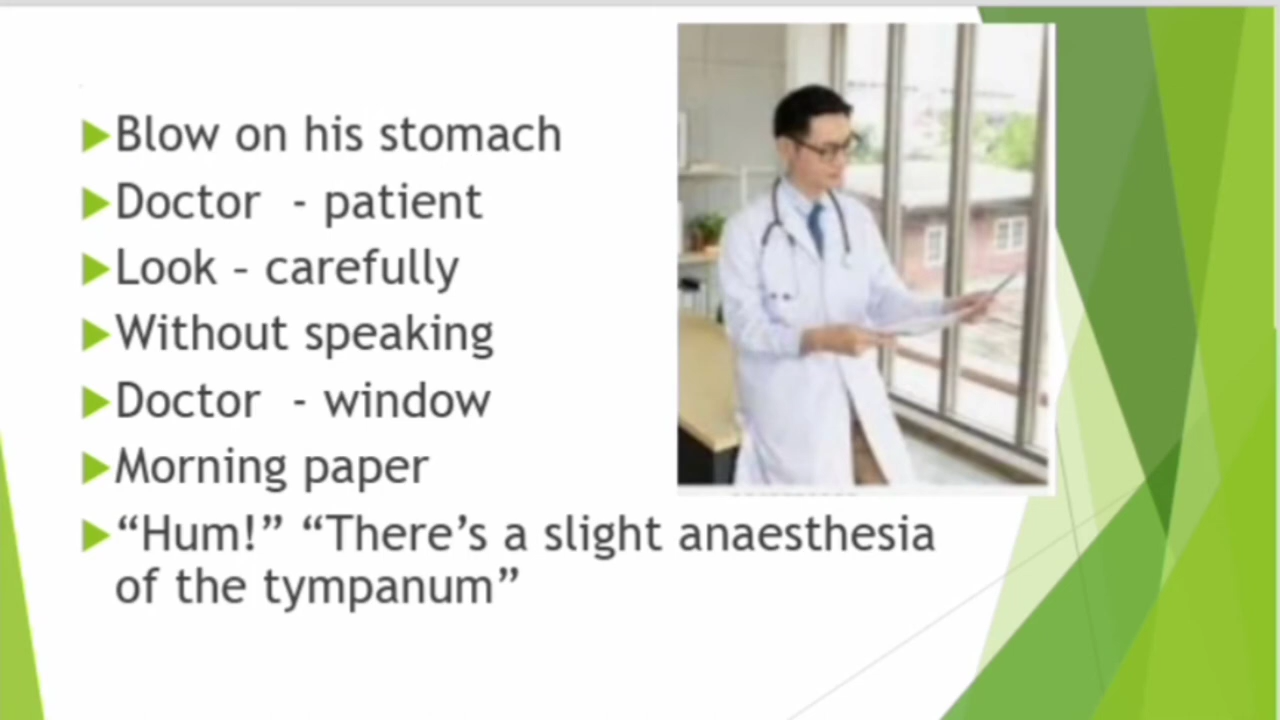 Blow on his stomach
Doctor - patient
Look – carefully
Without speaking
Doctor - window
Morning paper
“Hum!” “There’s a slight anaesthesia
of the tympanum”